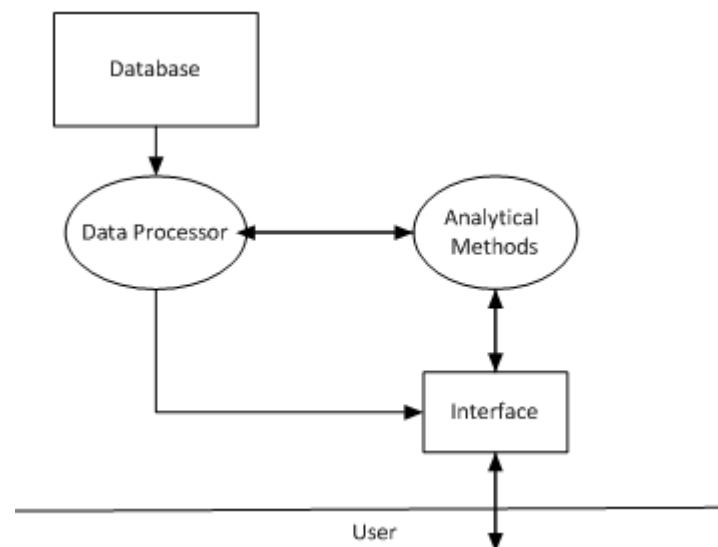 Database
Data Processor
Analytical
Methods
Interface
User